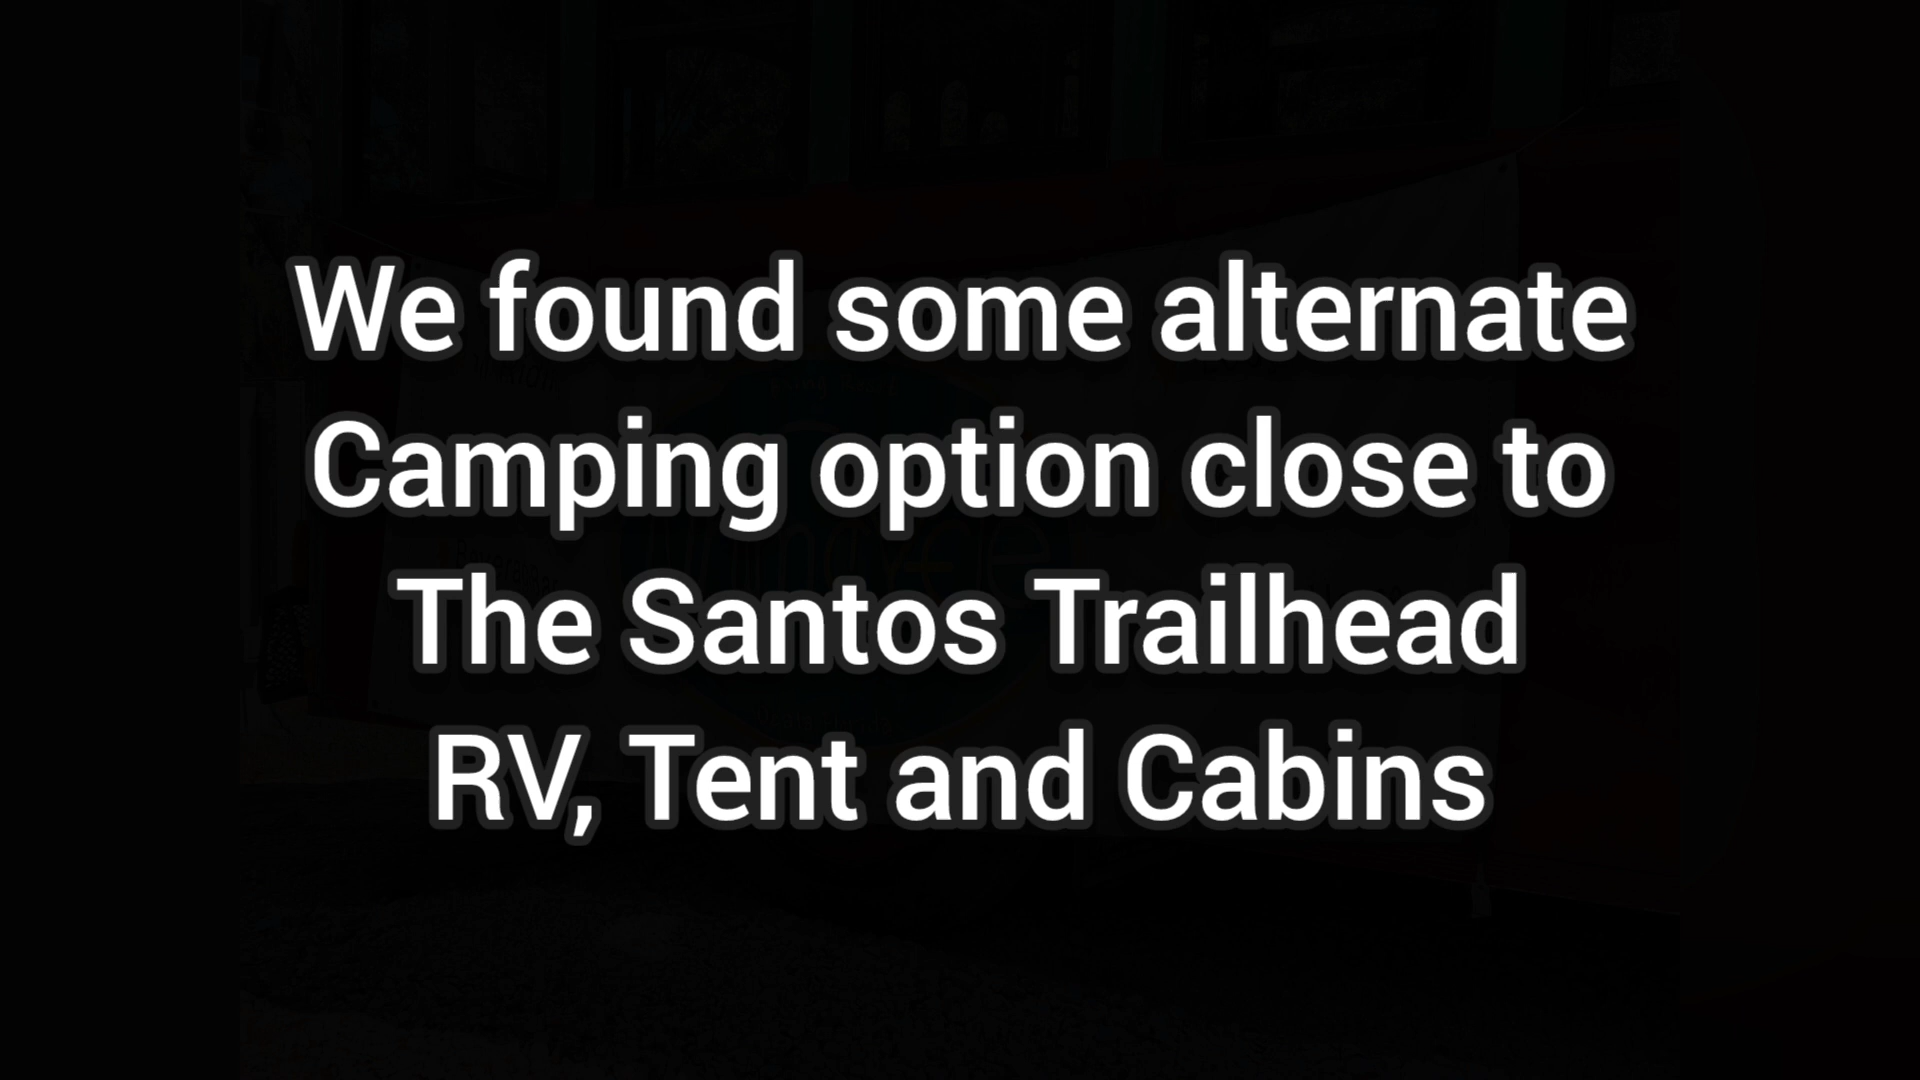 We found some alternate
Camping option close to
The Santos Trailhead
RV, Tent and Cabins